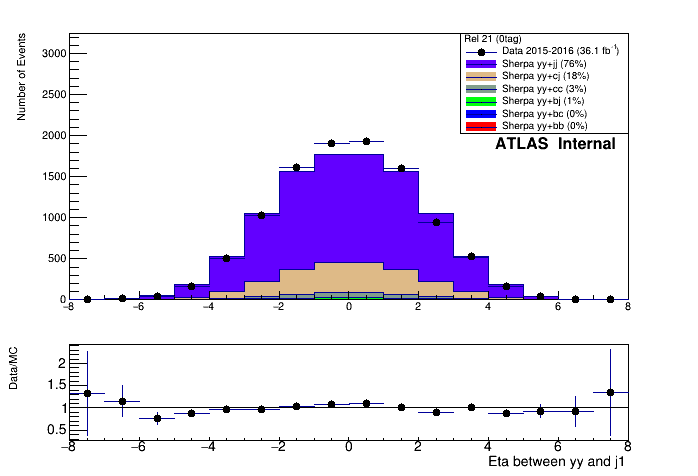 Number of Events
3000
2500
2000
1500
1000
500
0
Rel 21 (0tag)
Data 2015-2016 (36.1 fb⁻¹)
Sherpa yy+jj (76%)
Sherpa yy+cj (18%)
Sherpa yy+cc (3%)
Sherpa yy+bj (1%)
Sherpa yy+bc (0%)
Sherpa yy+bb (0%)
ATLAS Internal
−8 −6 −4 −2 0 2 4 6 8
Data/MC
2
1.5
1
0.5
−8 −6 −4 −2 0 2 4 6 8
Eta between yy and j1